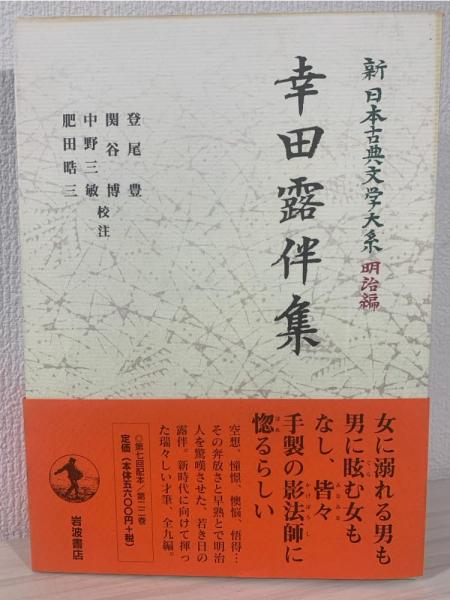 新日本古典文学大系 明治編
幸田露伴集
登尾 豊
関谷 博
中野三敏
肥田晧三
校注
女に溺れる男も
男に眩む女も
なし、皆々
手製の影法師に
惚るらしい
空想、憧憬、懊悩、悟得…
その奔放さと早熟とで明治
人を驚嘆させた、若き日の
露伴。新時代に向けて揮っ
た瑞々しい才筆、全九編。
◎第七回配本/第二二巻
定価(本体五六〇〇円+税)
岩波書店